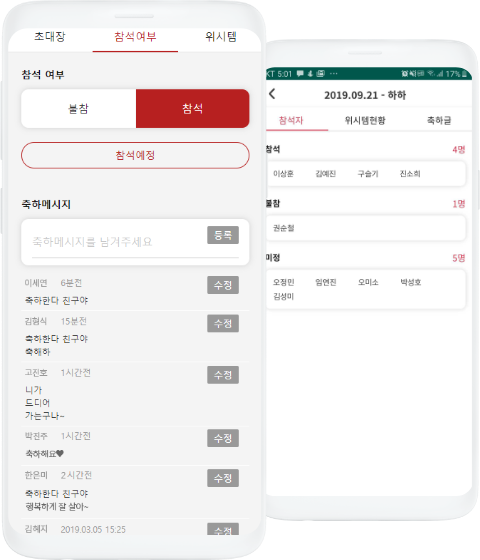 초대장 참석여부 위시템
참석 여부
불참 참석
참석예정
축하메시지
축하메시지를 남겨주세요 등록
이세연 6분전 수정
축하한다 친구야
김형식 15분전 수정
축하한다 친구야
축해하
고진호 1시간전 수정
니가
드디어
가는구나~
박진주 1시간전 수정
축하해요♥
한은미 2시간전 수정
축하한다 친구야
행복하게 잘 살아~
김혜지 2019.03.05 15:25 수정
KT 5:01 ··· 17%
2019.09.21 - 하하
참석자 위시템현황 축하글
참석 4명
이상훈 김예진 구슬기 진소희
불참 1명
권순철
미정 5명
오정민 임연진 오미소 박성호
김성미